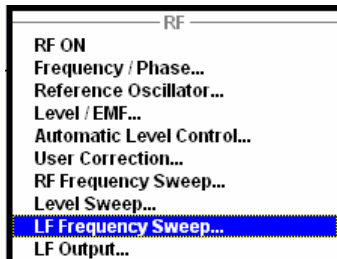 RF
RF ON
Frequency / Phase...
Reference Oscillator...
Level / EMF...
Automatic Level Control...
User Correction...
RF Frequency Sweep...
Level Sweep...
LF Frequency Sweep...
LF Output...